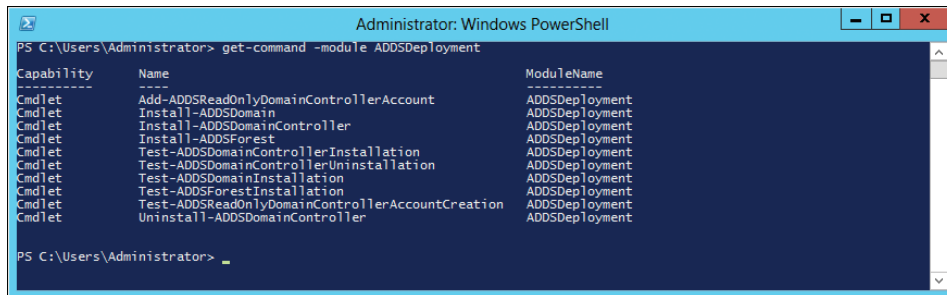 Administrator: Windows PowerShell
PS C:\Users\Administrator> get-command -module ADDSDeployment
Capability Name ModuleName
---------- ---- ----------
Cmdlet Add-ADDSReadOnlyDomainControllerAccount ADDSDeployment
Cmdlet Install-ADDSDomain ADDSDeployment
Cmdlet Install-ADDSDomainController ADDSDeployment
Cmdlet Install-ADDSForest ADDSDeployment
Cmdlet Test-ADDSDomainControllerInstallation ADDSDeployment
Cmdlet Test-ADDSDomainControllerUninstallation ADDSDeployment
Cmdlet Test-ADDSDomainInstallation ADDSDeployment
Cmdlet Test-ADDSForestInstallation ADDSDeployment
Cmdlet Test-ADDSReadOnlyDomainControllerAccountCreation ADDSDeployment
Cmdlet Uninstall-ADDSDomainController ADDSDeployment
PS C:\Users\Administrator> _